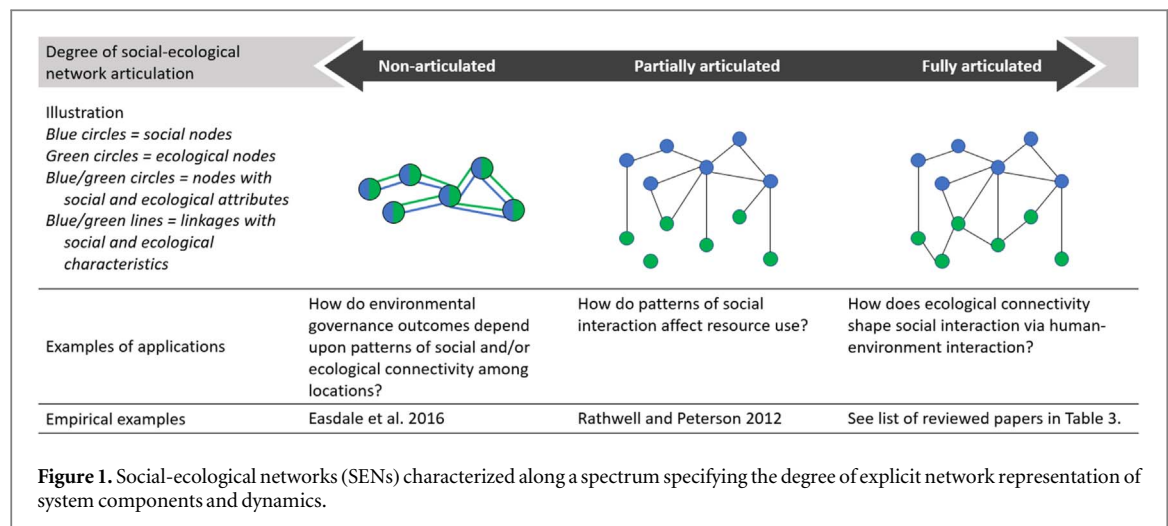 Degree of social-ecological
network articulation
Non-articulated
Partially articulated
Fully articulated
Illustration
Blue circles = social nodes
Green circles = ecological nodes
Blue/green circles = nodes with
social and ecological attributes
Blue/green lines = linkages with
social and ecological
characteristics
Examples of applications
How do environmental
governance outcomes depend
upon patterns of social and/or
ecological connectivity among
locations?
How do patterns of social
interaction affect resource use?
How does ecological connectivity
shape social interaction via human-
environment interaction?
Empirical examples
Easdale et al. 2016
Rathwell and Peterson 2012
See list of reviewed papers in Table 3.
Figure 1. Social-ecological networks (SENs) characterized along a spectrum specifying the degree of explicit network representation of
system components and dynamics.